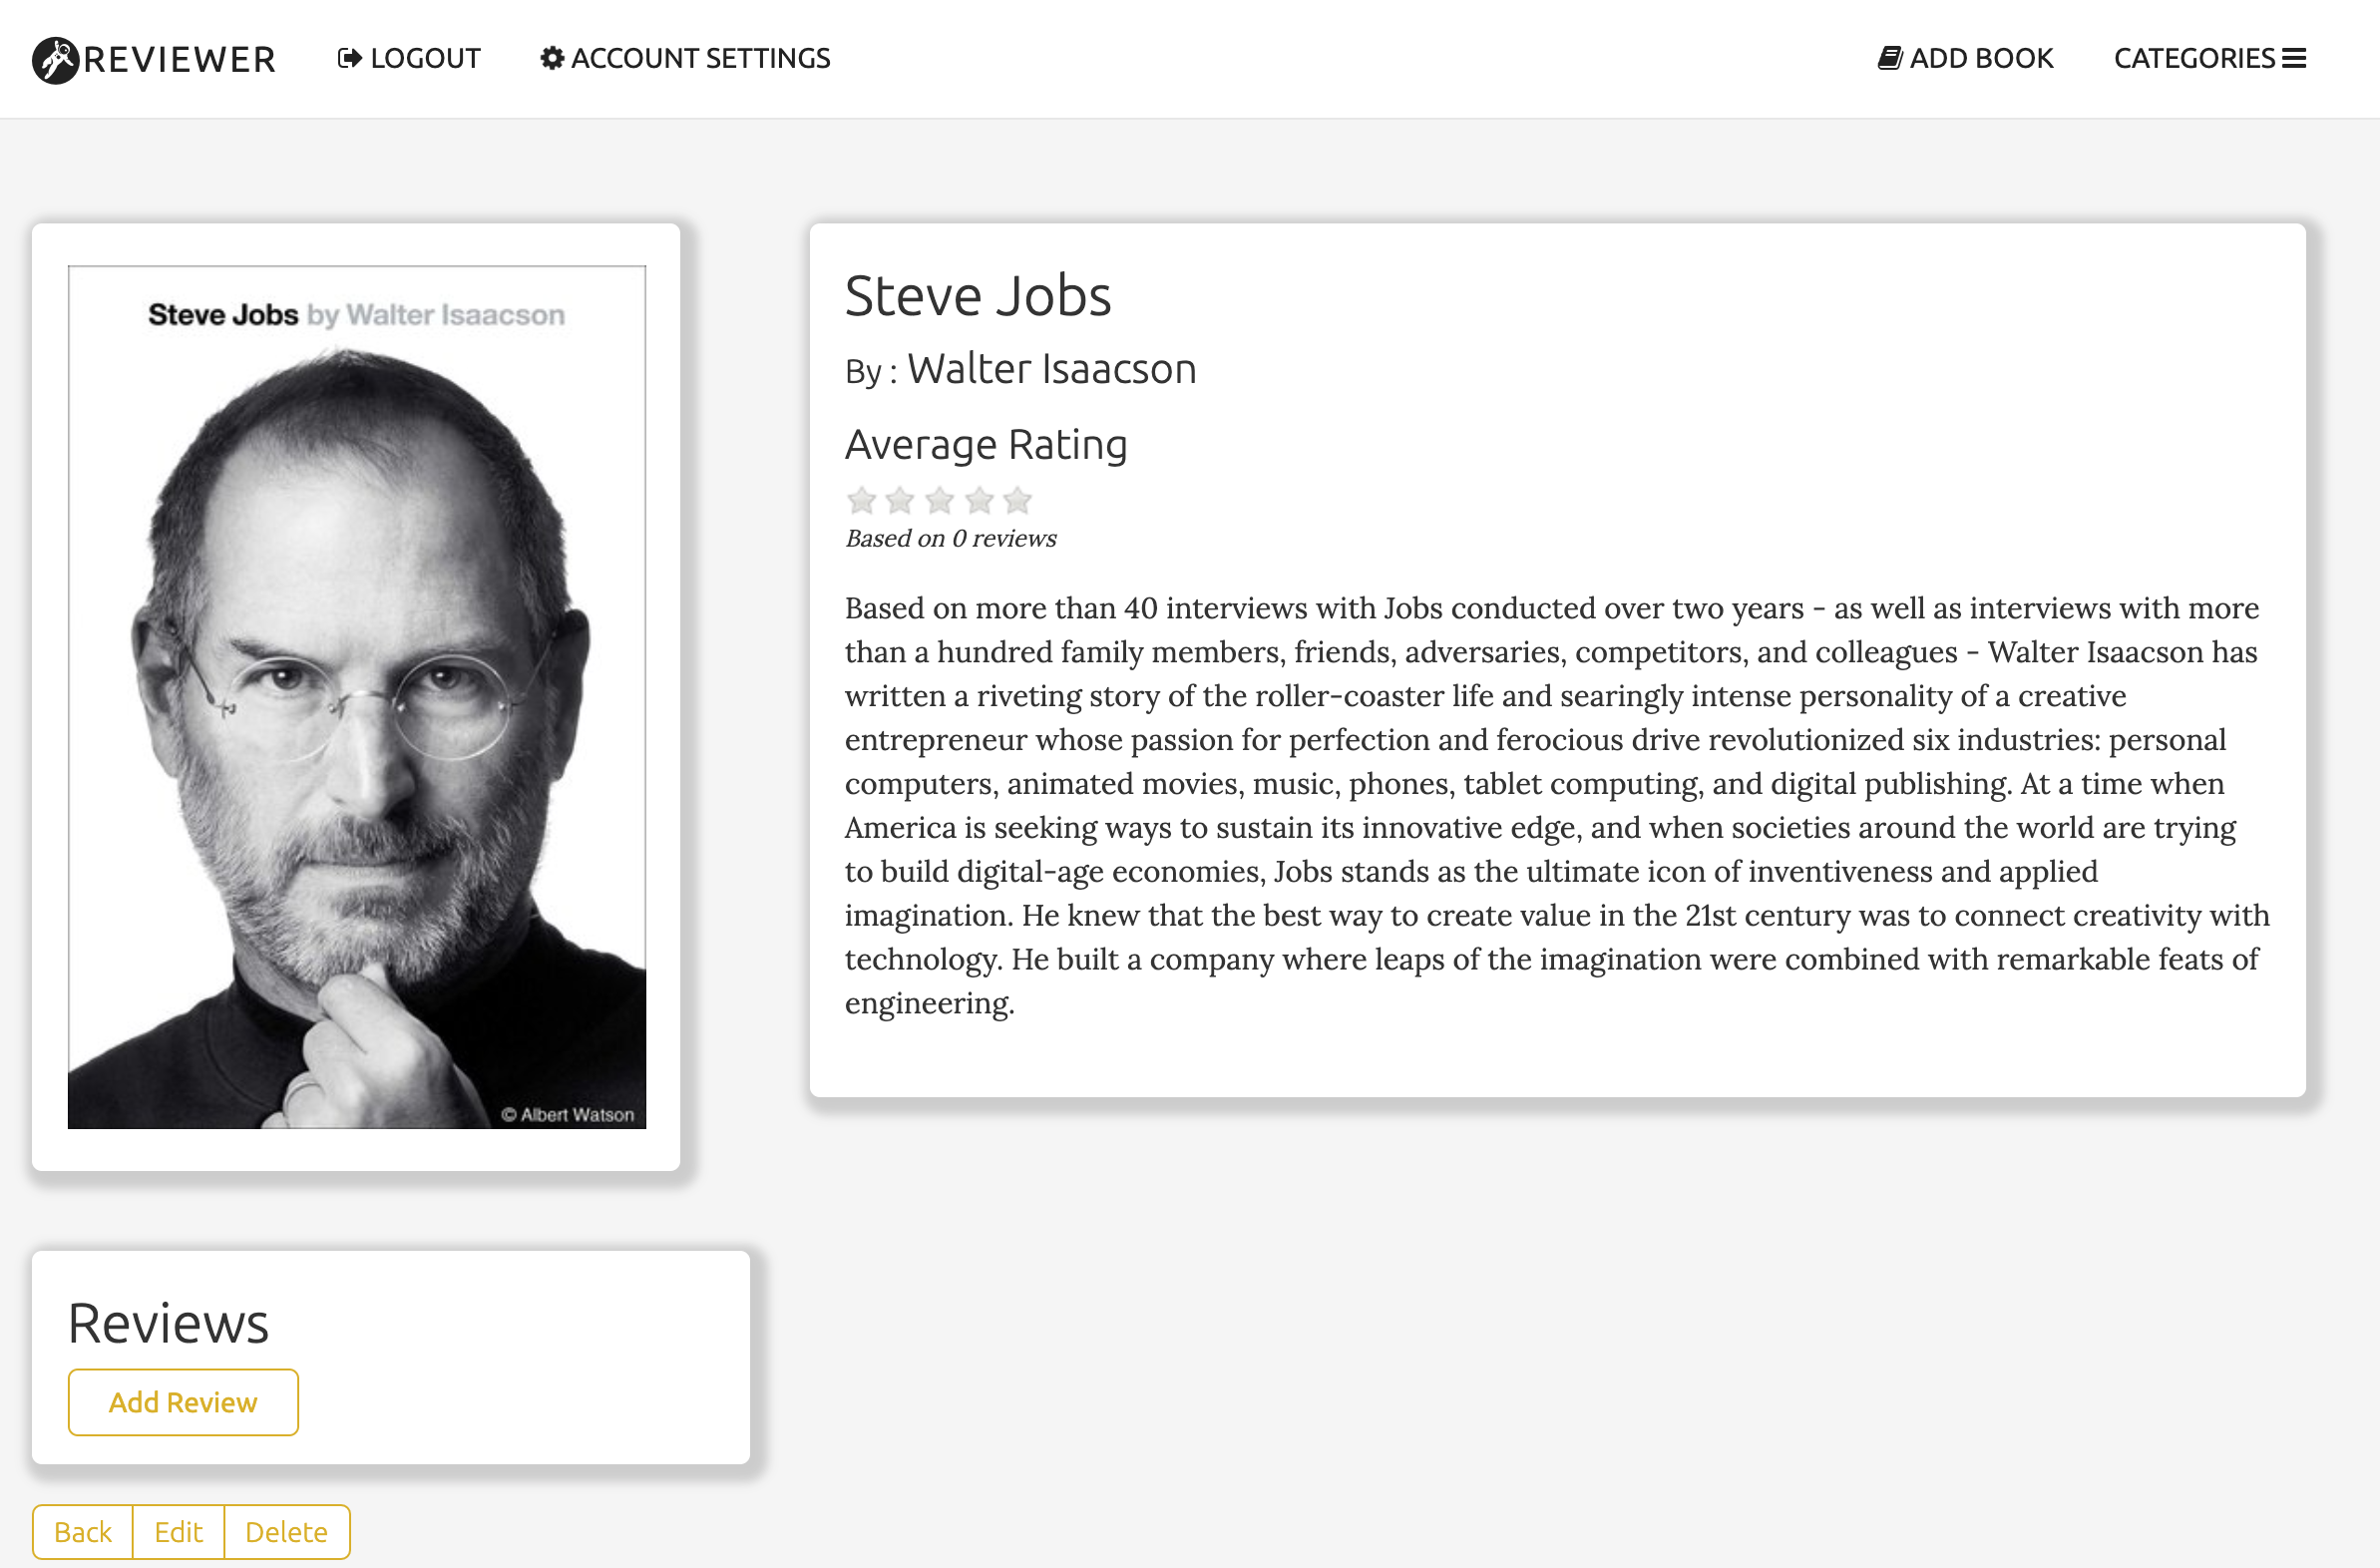 REVIEWER
LOGOUT
ACCOUNT SETTINGS
ADD BOOK
CATEGORIES
Steve Jobs by Walter Isaacson
© Albert Watson
Steve Jobs
By : Walter Isaacson
Average Rating
Based on 0 reviews
Based on more than 40 interviews with Jobs conducted over two years - as well as interviews with more
than a hundred family members, friends, adversaries, competitors, and colleagues - Walter Isaacson has
written a riveting story of the roller-coaster life and searingly intense personality of a creative
entrepreneur whose passion for perfection and ferocious drive revolutionized six industries: personal
computers, animated movies, music, phones, tablet computing, and digital publishing. At a time when
America is seeking ways to sustain its innovative edge, and when societies around the world are trying
to build digital-age economies, Jobs stands as the ultimate icon of inventiveness and applied
imagination. He knew that the best way to create value in the 21st century was to connect creativity with
technology. He built a company where leaps of the imagination were combined with remarkable feats of
engineering.
Reviews
Add Review
Back
Edit
Delete